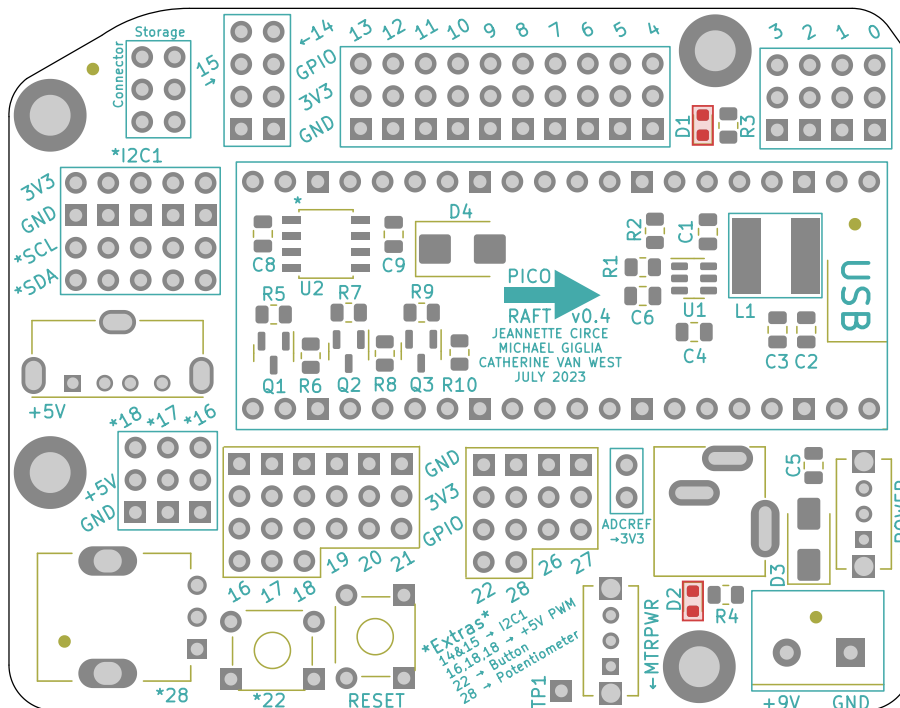 Storage
Connector
15
→
←14
13 12 11 10 9 8 7 6 5 4
GPIO
3V3
GND
3 2 1 0
D1
R3
*I2C1
3V3
GND
*SCL
*SDA
*
C8
U2
C9
D4
R2
C1
R1
C6
U1
C4
L1
C3
C2
USB
PICO
RAFT v0.4
JEANNETTE CIRCE
MICHAEL GIGLIA
CATHERINE VAN WEST
JULY 2023
R5
R7
R9
Q1
R6
Q2
R8
Q3
R10
+5V
*18 *17 *16
+5V
GND
GND
3V3
GPIO
16 17 18 19 20 21
22 28 26 27
ADCREF
→3V3
C5
POWER
D3
D2
R4
*28
*22
RESET
*Extras*
14&15 → I2C1
16,18,18 → +5V PWM
22 → Button
28 → Potentiometer
TP1
←MTRPWR
+9V
GND